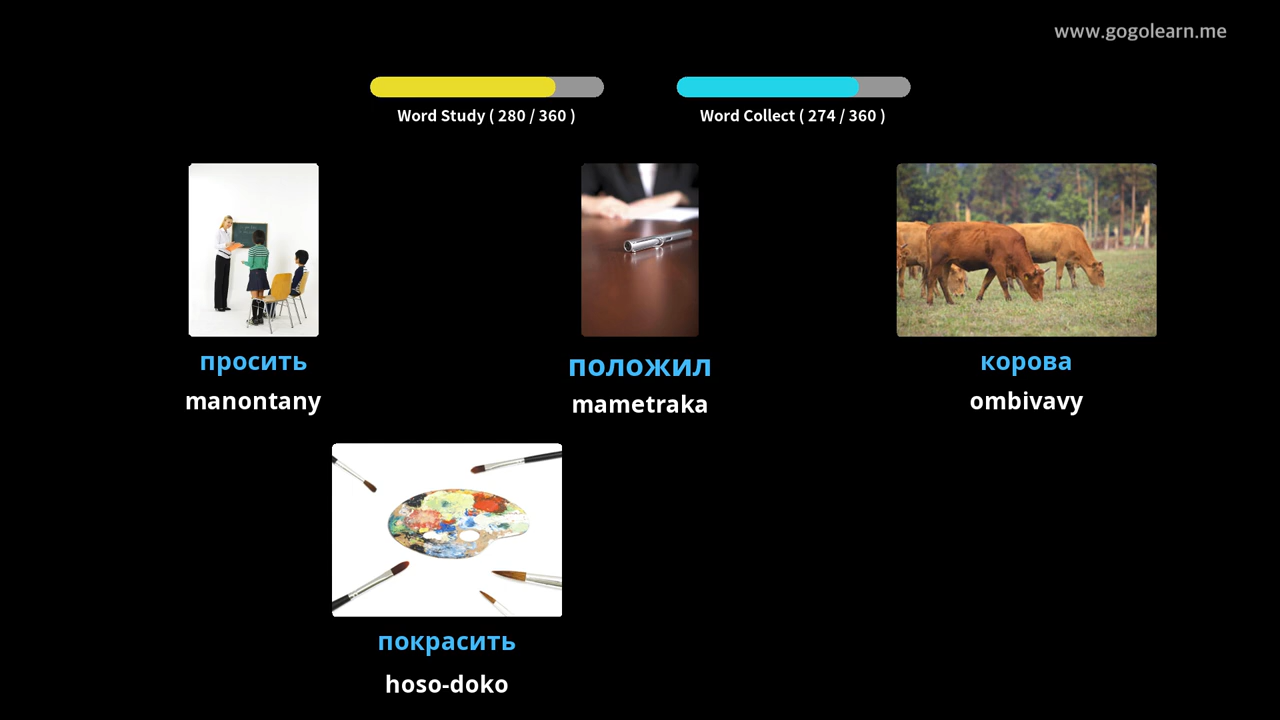 www.gogolearn.me
Word Study ( 280 / 360 )
Word Collect ( 274 / 360 )
просить
положил
корова
manontany
mametraka
ombivavy
покрасить
hoso-doko